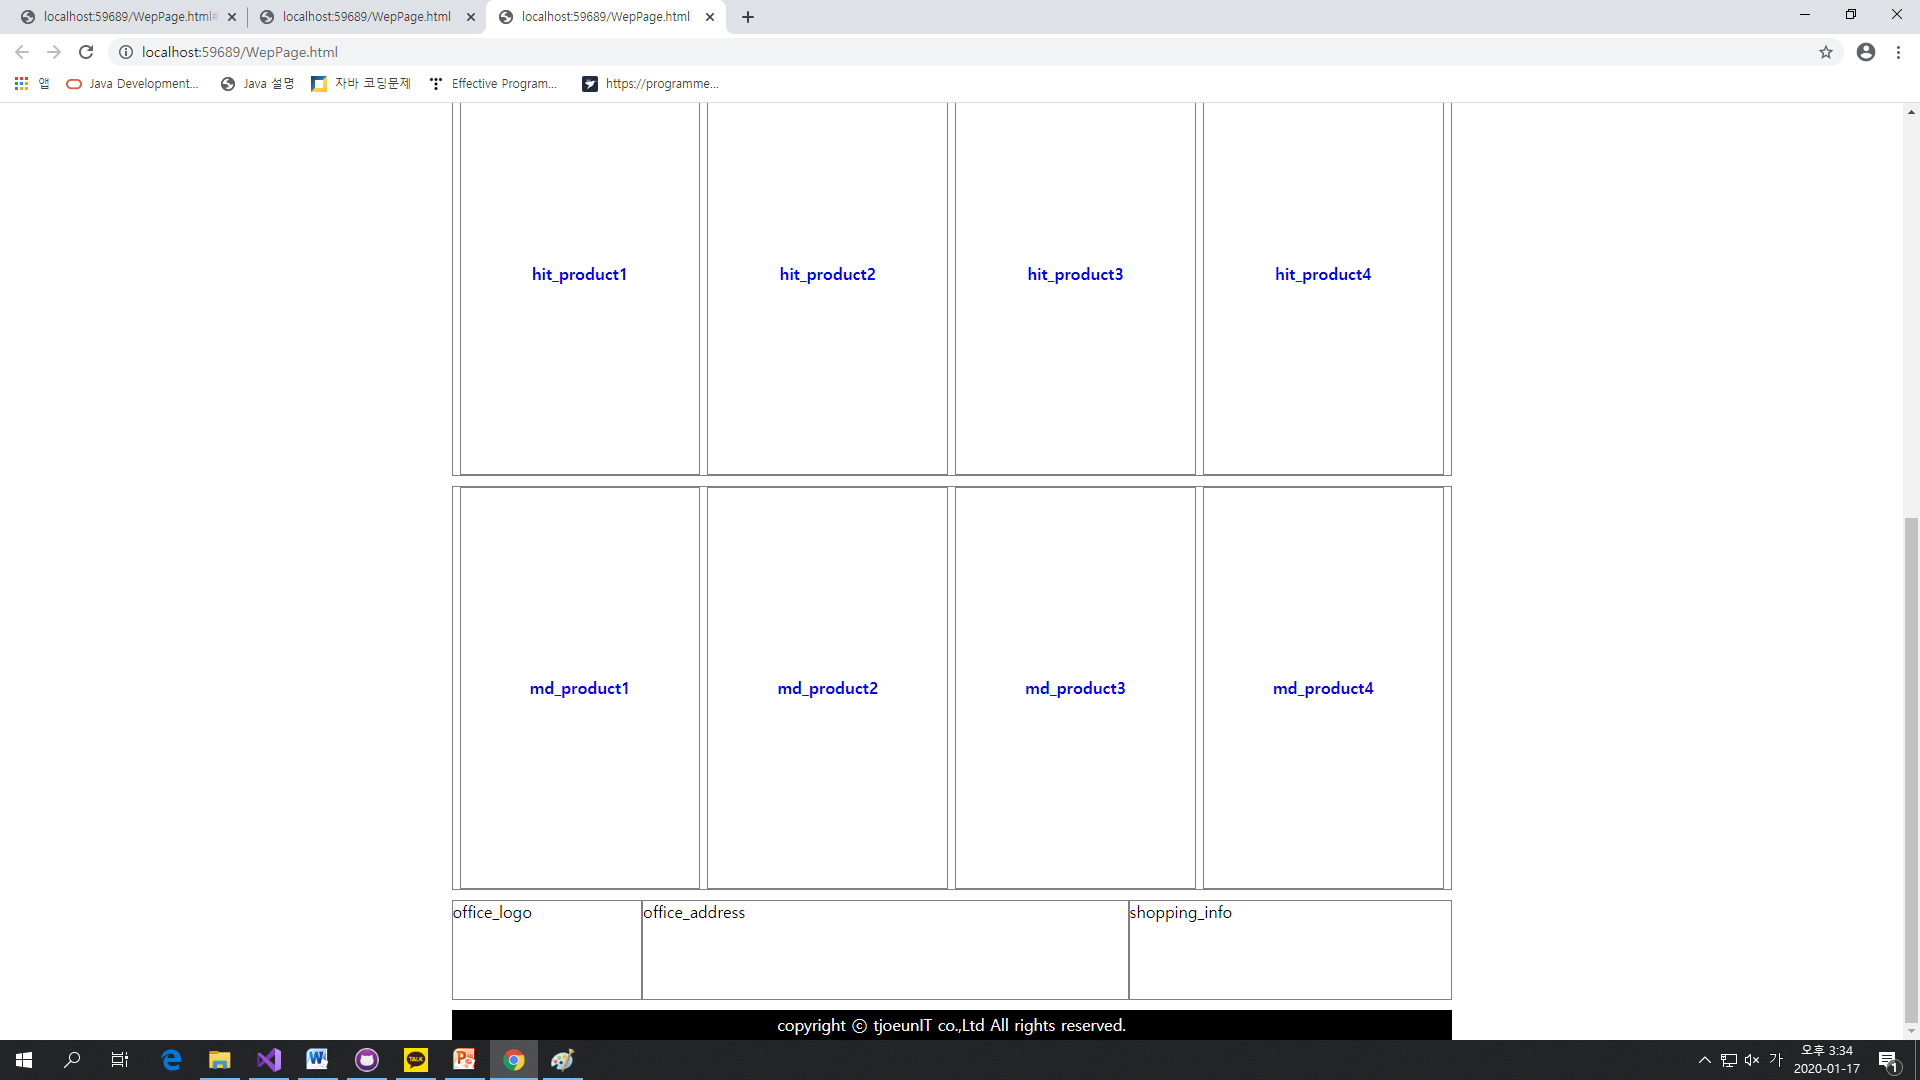 localhost:59689/WepPage.html#
localhost:59689/WepPage.html
localhost:59689/WepPage.html
localhost:59689/WepPage.html
앱
Java Development...
Java 설명
자바 코딩문제
Effective Program...
https://programme...
hit_product1
hit_product2
hit_product3
hit_product4
md_product1
md_product2
md_product3
md_product4
office_logo
office_address
shopping_info
copyright ⓒ tjoeunIT co.,Ltd All rights reserved.
TALK
가
오후 3:34
2020-01-17
1